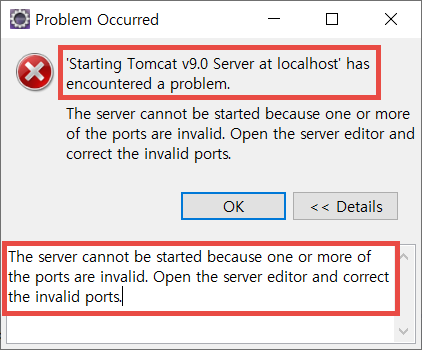 Problem Occurred
'Starting Tomcat v9.0 Server at localhost' has
encountered a problem.
The server cannot be started because one or more
of the ports are invalid. Open the server editor and
correct the invalid ports.
OK
<< Details
The server cannot be started because one or more of
the ports are invalid. Open the server editor and correct
the invalid ports.